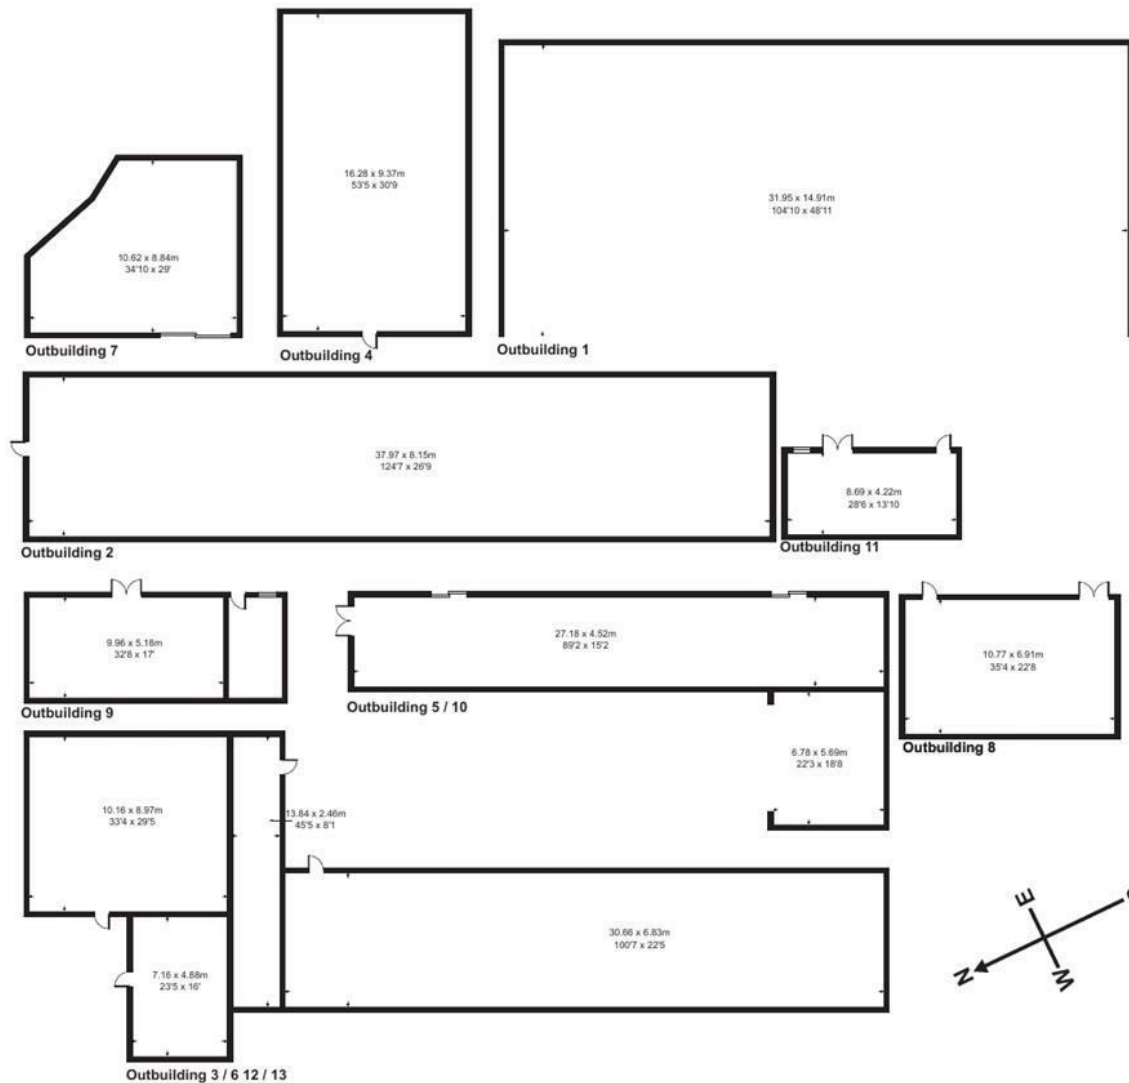 16.28 x 9.37m
53'5 x 30'9
Outbuilding 4
31.95 x 14.91m
104'10 x 48'11
Outbuilding 1
10.62 x 8.84m
34'10 x 29'
Outbuilding 7
37.97 x 8.15m
124'7 x 26'9
Outbuilding 2
8.69 x 4.22m
28'6 x 13'10
Outbuilding 11
9.96 x 5.18m
32'8 x 17'
Outbuilding 9
27.18 x 4.52m
89'2 x 15'2
Outbuilding 5 / 10
10.77 x 6.91m
35'4 x 22'8
Outbuilding 8
6.78 x 5.69m
22'3 x 18'8
10.16 x 8.97m
33'4 x 29'5
13.84 x 2.46m
45'5 x 8'1
30.66 x 6.83m
100'7 x 22'5
7.16 x 4.88m
23'5 x 16'
Outbuilding 3 / 6 12 / 13
E
N
W